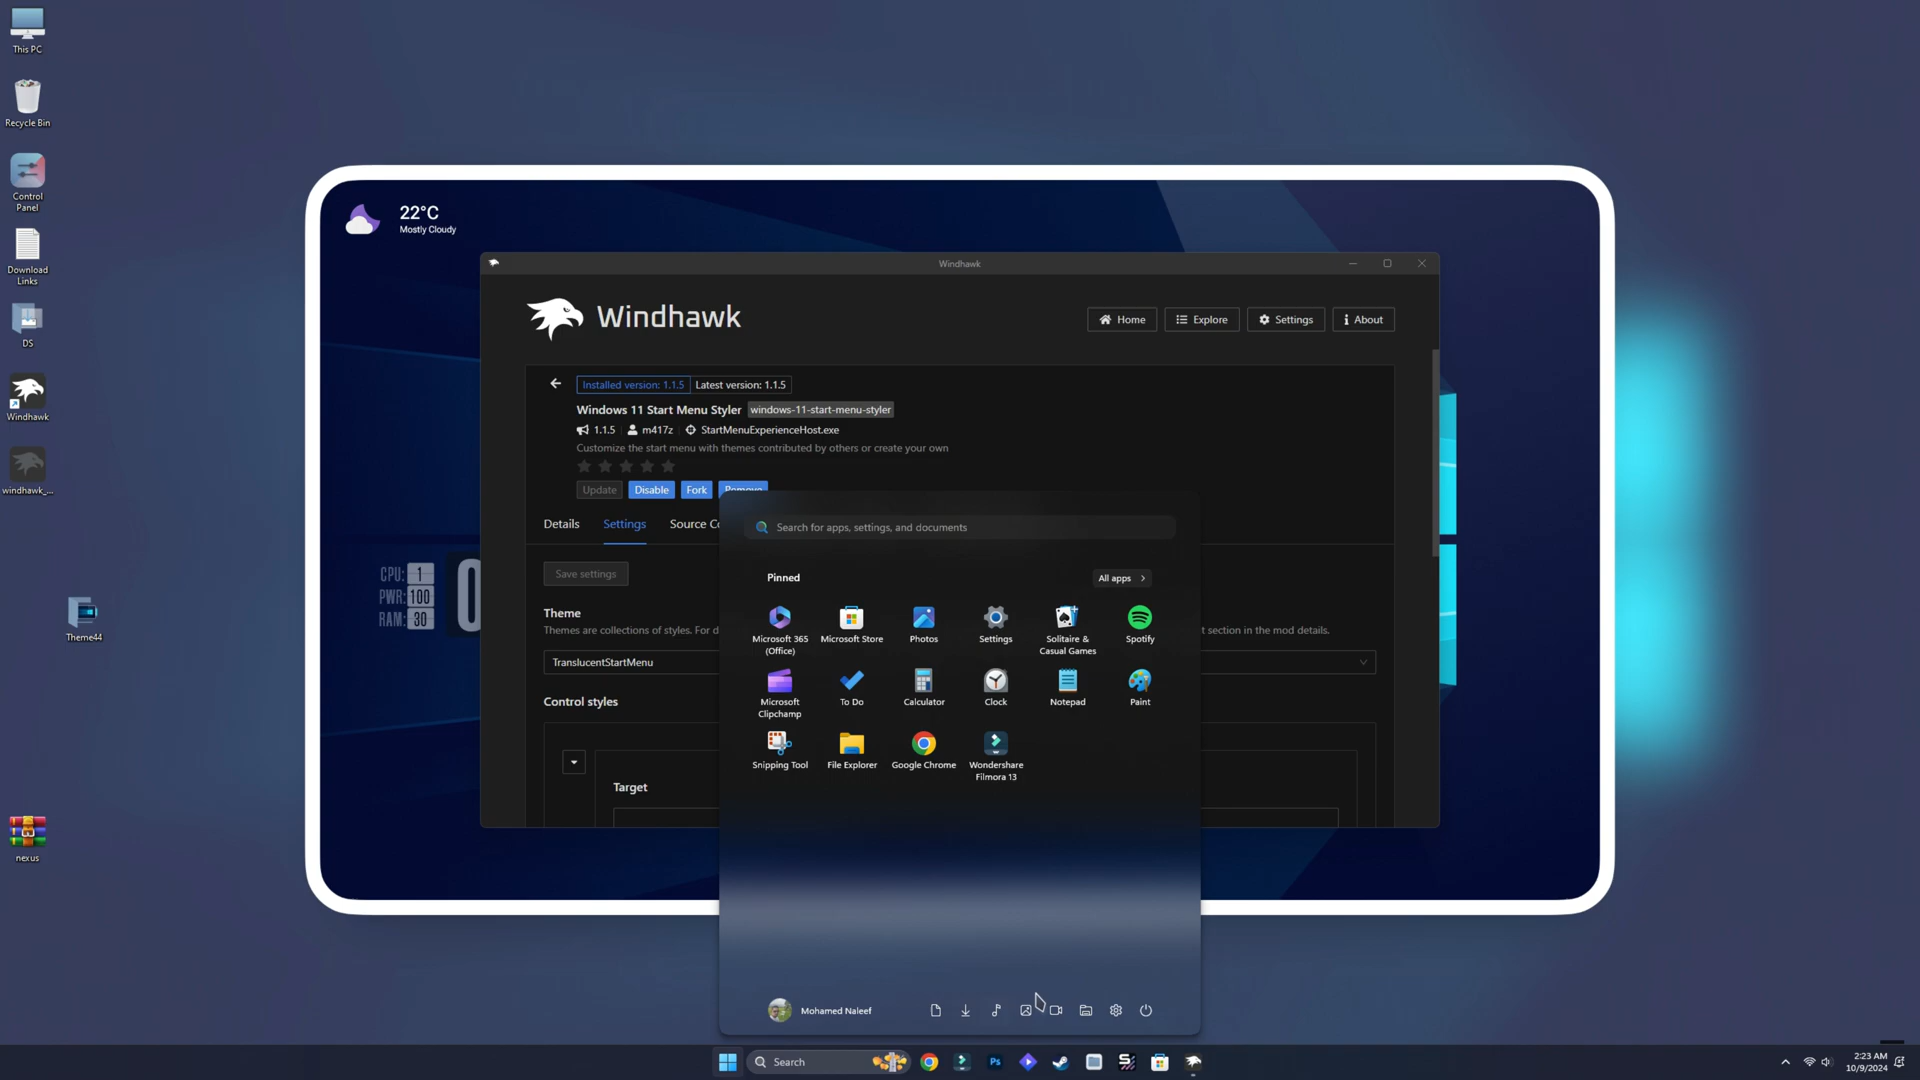 This PC
Recycle Bin
Control
Panel
Download
Links
DS
Windhawk
windhawk_...
Theme44
nexus
22°C
Mostly Cloudy
CPU: 1
PWR: 100
RAM: 30
0
Windhawk
Windhawk
Home
Explore
Settings
About
Installed version: 1.1.5
Latest version: 1.1.5
Windows 11 Start Menu Styler
windows-11-start-menu-styler
1.1.5
m417z
StartMenuExperienceHost.exe
Customize the start menu with themes contributed by others or create your own
Update
Disable
Fork
Remove
Details
Settings
Source Co
Save settings
Theme
Themes are collections of styles. For d
t section in the mod details.
TranslucentStartMenu
Control styles
Target
Search for apps, settings, and documents
Pinned
All apps
Microsoft 365
(Office)
Microsoft Store
Photos
Settings
Solitaire &
Casual Games
Spotify
Microsoft
Clipchamp
To Do
Calculator
Clock
Notepad
Paint
Snipping Tool
File Explorer
Google Chrome
Wondershare
Filmora 13
Mohamed Naleef
Search
Ps
2:23 AM
10/9/2024